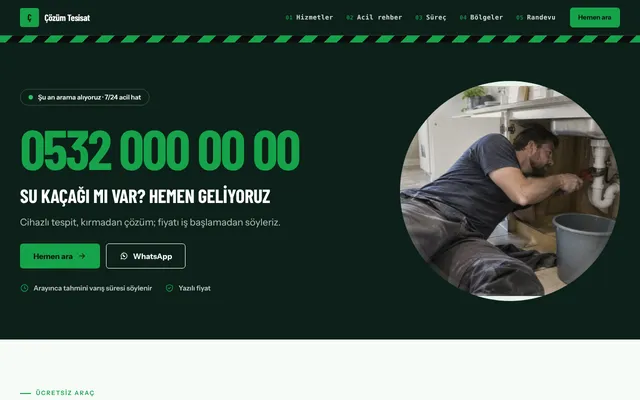 Ç Çözüm Tesisat
01 Hizmetler 02 Acil rehber 03 Süreç 04 Bölgeler 05 Randevu
Hemen ara
Şu an arama alıyoruz · 7/24 acil hat
0532 000 00 00
SU KAÇAĞI MI VAR? HEMEN GELİYORUZ
Cihazlı tespit, kırmadan çözüm; fiyatı iş başlamadan söyleriz.
Hemen ara → WhatsApp
Arayınca tahmini varış süresi söylenir Yazılı fiyat
ÜCRETSİZ ARAÇ